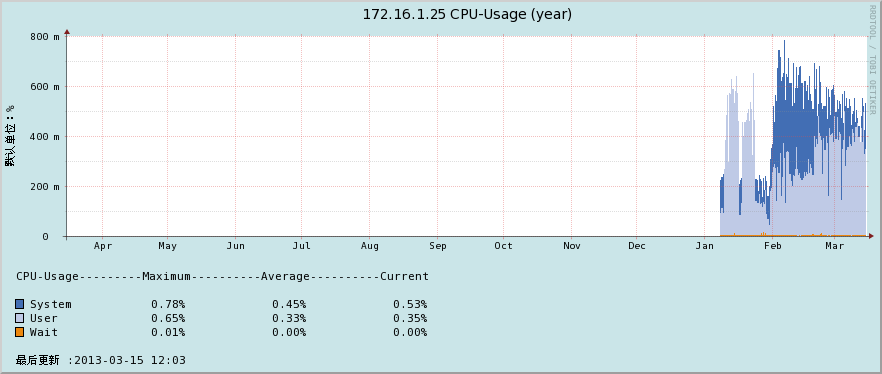 172.16.1.25 CPU-Usage (year)
RRDTOOL / TOBI OETIKER
默认单位：%
800 m
600 m
400 m
200 m
0
Apr May Jun Jul Aug Sep Oct Nov Dec Jan Feb Mar
CPU-Usage---------Maximum----------Average----------Current
System 0.78% 0.45% 0.53%
User 0.65% 0.33% 0.35%
Wait 0.01% 0.00% 0.00%
最后更新 :2013-03-15 12:03